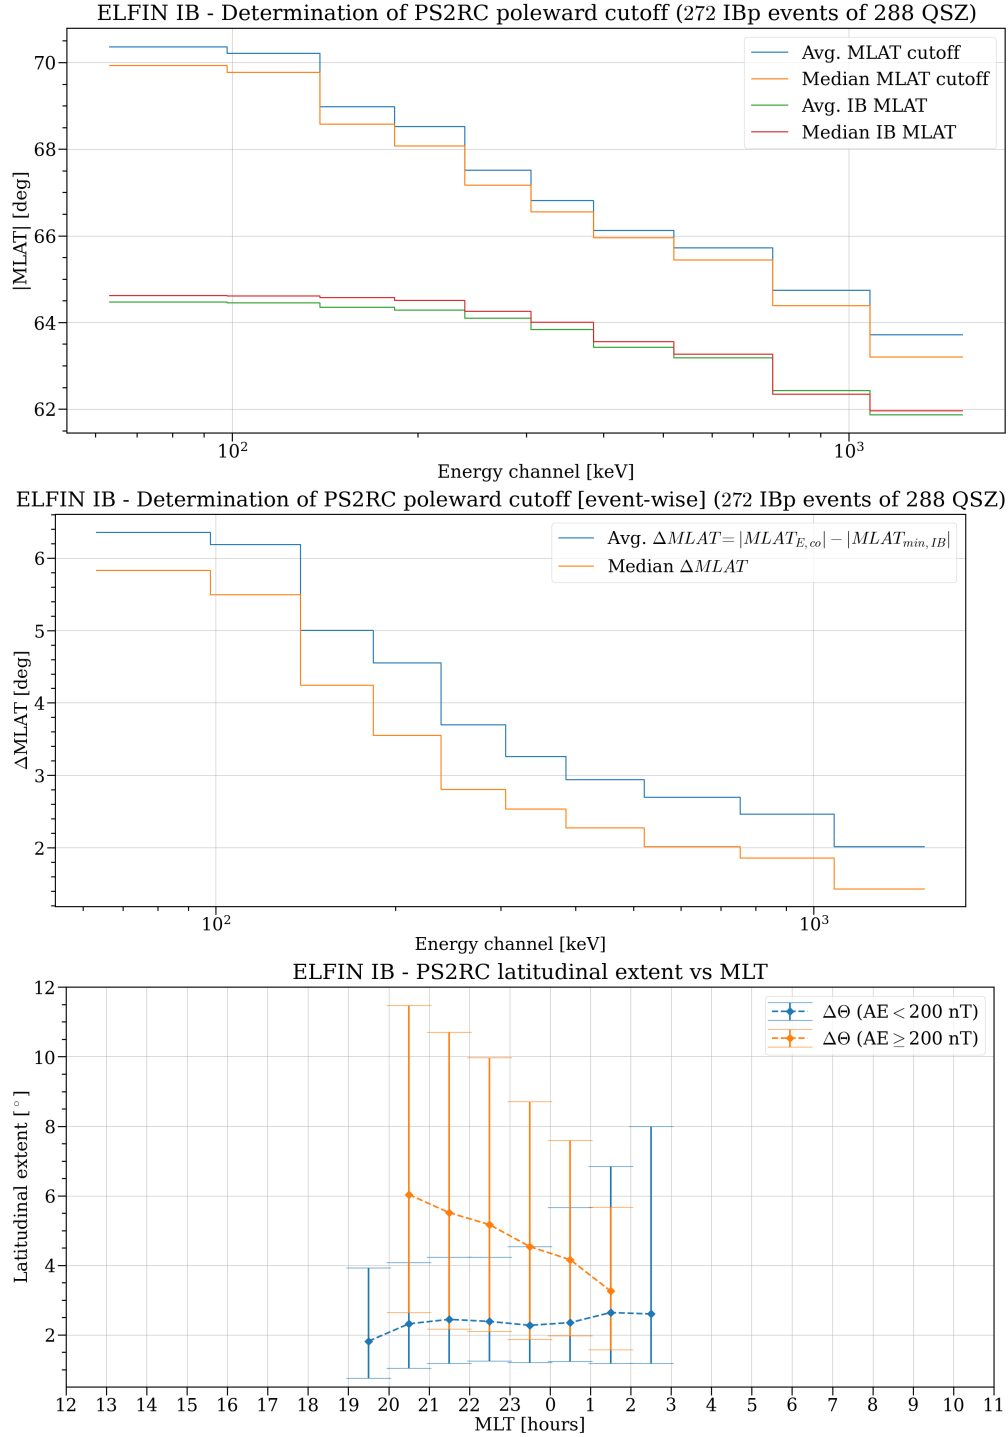 ELFIN IB - Determination of PS2RC poleward cutoff (272 IBp events of 288 QSZ)
Avg. MLAT cutoff
Median MLAT cutoff
Avg. IB MLAT
Median IB MLAT
|MLAT| [deg]
70
68
66
64
62
10²
10³
Energy channel [keV]
ELFIN IB - Determination of PS2RC poleward cutoff [event-wise] (272 IBp events of 288 QSZ)
Avg. ΔMLAT = |MLAT_{E,co}| − |MLAT_{min,IB}|
Median ΔMLAT
ΔMLAT [deg]
6
5
4
3
2
10²
10³
Energy channel [keV]
ELFIN IB - PS2RC latitudinal extent vs MLT
ΔΘ (AE < 200 nT)
ΔΘ (AE ≥ 200 nT)
Latitudinal extent [°]
12
10
8
6
4
2
12 13 14 15 16 17 18 19 20 21 22 23 0 1 2 3 4 5 6 7 8 9 10 11
MLT [hours]